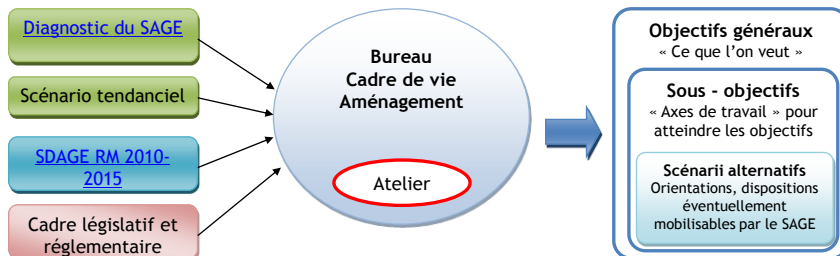 Diagnostic du SAGE
Scénario tendanciel
SDAGE RM 2010-
2015
Cadre législatif et
réglementaire
Bureau
Cadre de vie
Aménagement
Atelier
Objectifs généraux
« Ce que l’on veut »
Sous - objectifs
« Axes de travail » pour
atteindre les objectifs
Scénarii alternatifs
Orientations, dispositions
éventuellement
mobilisables par le SAGE